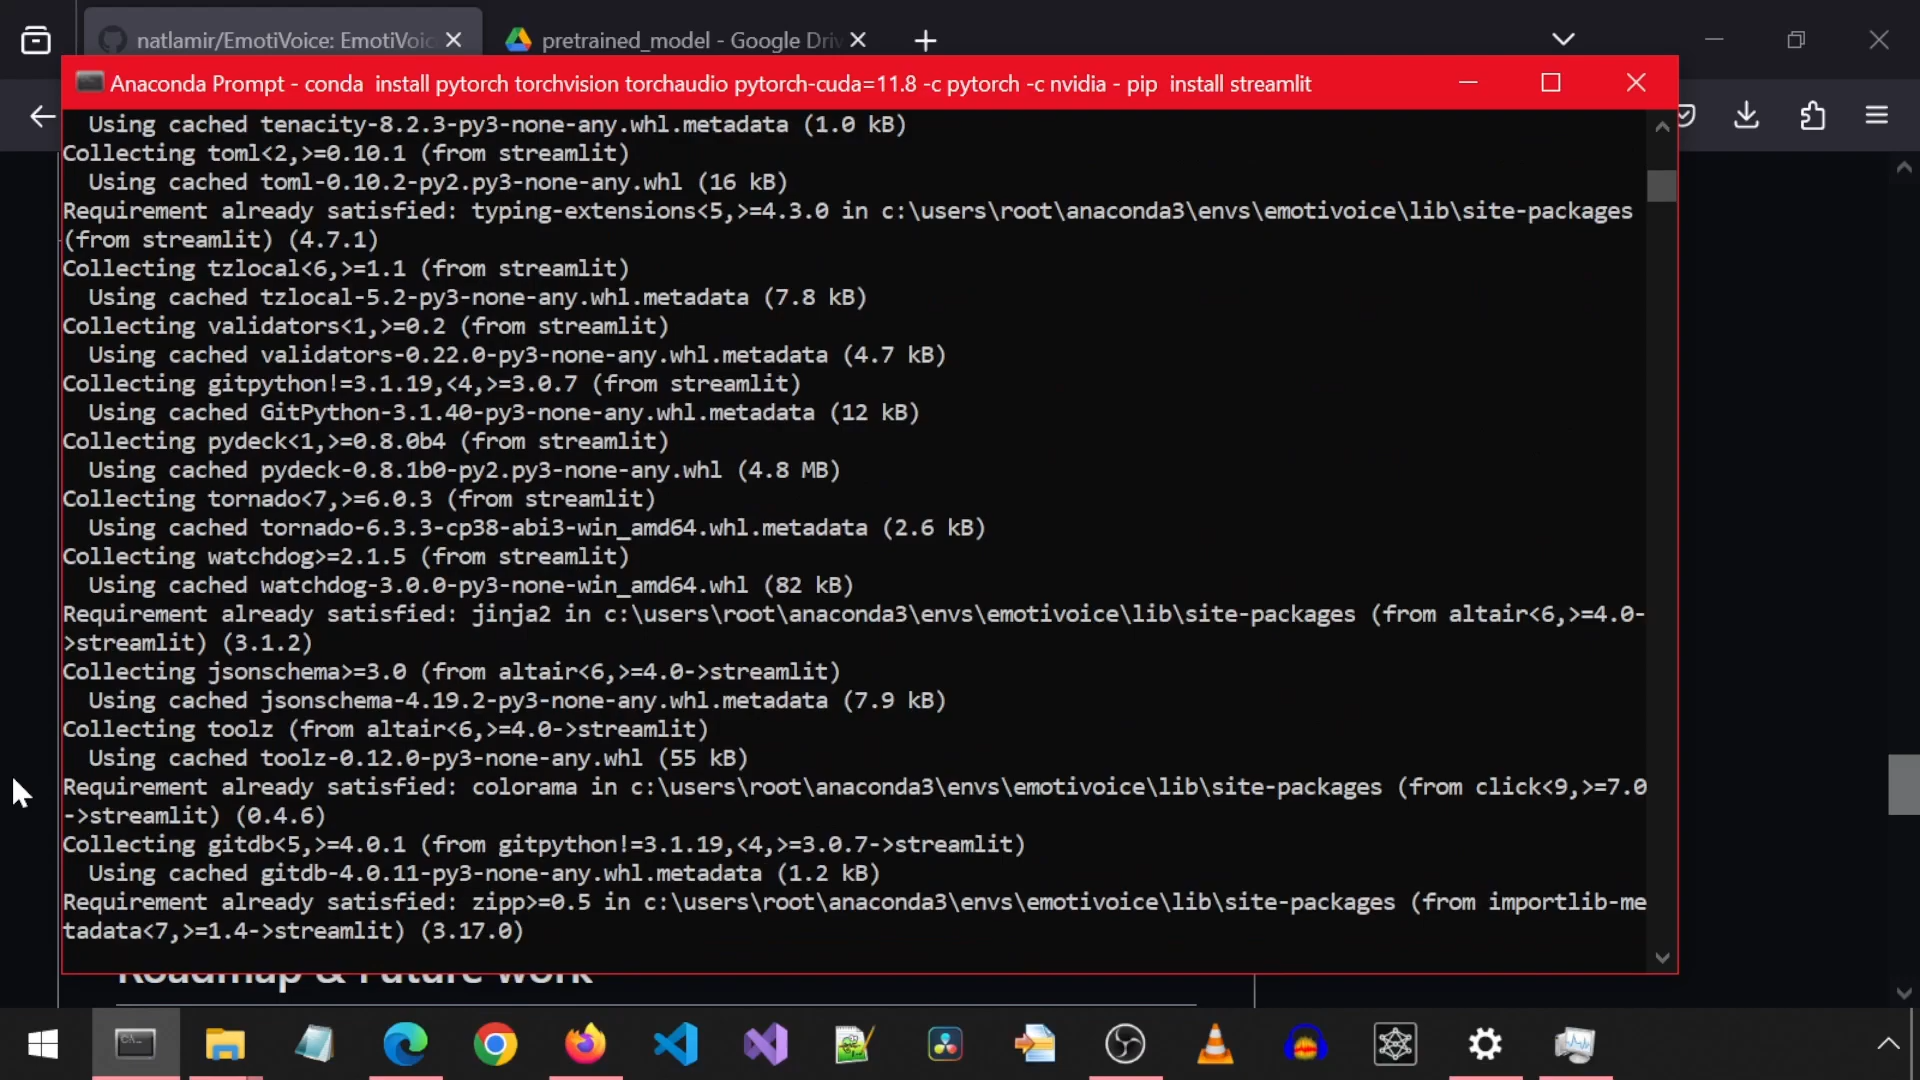 natlamir/EmotiVoice: EmotiVoic
pretrained_model - Google Driv
Anaconda Prompt - conda  install pytorch torchvision torchaudio pytorch-cuda=11.8 -c pytorch -c nvidia - pip  install streamlit
Using cached tenacity-8.2.3-py3-none-any.whl.metadata (1.0 kB)
Collecting toml<2,>=0.10.1 (from streamlit)
Using cached toml-0.10.2-py2.py3-none-any.whl (16 kB)
Requirement already satisfied: typing-extensions<5,>=4.3.0 in c:\users\root\anaconda3\envs\emotivoice\lib\site-packages
(from streamlit) (4.7.1)
Collecting tzlocal<6,>=1.1 (from streamlit)
Using cached tzlocal-5.2-py3-none-any.whl.metadata (7.8 kB)
Collecting validators<1,>=0.2 (from streamlit)
Using cached validators-0.22.0-py3-none-any.whl.metadata (4.7 kB)
Collecting gitpython!=3.1.19,<4,>=3.0.7 (from streamlit)
Using cached GitPython-3.1.40-py3-none-any.whl.metadata (12 kB)
Collecting pydeck<1,>=0.8.0b4 (from streamlit)
Using cached pydeck-0.8.1b0-py2.py3-none-any.whl (4.8 MB)
Collecting tornado<7,>=6.0.3 (from streamlit)
Using cached tornado-6.3.3-cp38-abi3-win_amd64.whl.metadata (2.6 kB)
Collecting watchdog>=2.1.5 (from streamlit)
Using cached watchdog-3.0.0-py3-none-win_amd64.whl (82 kB)
Requirement already satisfied: jinja2 in c:\users\root\anaconda3\envs\emotivoice\lib\site-packages (from altair<6,>=4.0-
>streamlit) (3.1.2)
Collecting jsonschema>=3.0 (from altair<6,>=4.0->streamlit)
Using cached jsonschema-4.19.2-py3-none-any.whl.metadata (7.9 kB)
Collecting toolz (from altair<6,>=4.0->streamlit)
Using cached toolz-0.12.0-py3-none-any.whl (55 kB)
Requirement already satisfied: colorama in c:\users\root\anaconda3\envs\emotivoice\lib\site-packages (from click<9,>=7.0
->streamlit) (0.4.6)
Collecting gitdb<5,>=4.0.1 (from gitpython!=3.1.19,<4,>=3.0.7->streamlit)
Using cached gitdb-4.0.11-py3-none-any.whl.metadata (1.2 kB)
Requirement already satisfied: zipp>=0.5 in c:\users\root\anaconda3\envs\emotivoice\lib\site-packages (from importlib-me
tadata<7,>=1.4->streamlit) (3.17.0)
Roadmap & Future work